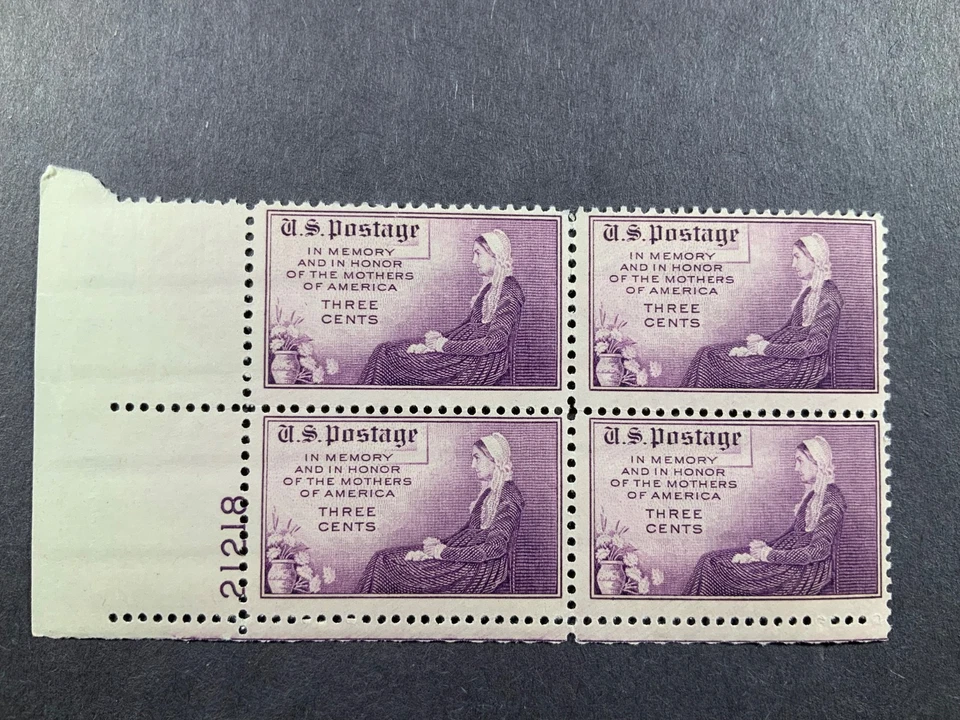 U.S. Postage
IN MEMORY
AND IN HONOR
OF THE MOTHERS
OF AMERICA
THREE
CENTS
U.S. Postage
IN MEMORY
AND IN HONOR
OF THE MOTHERS
OF AMERICA
THREE
CENTS
U.S. Postage
IN MEMORY
AND IN HONOR
OF THE MOTHERS
OF AMERICA
THREE
CENTS
U.S. Postage
IN MEMORY
AND IN HONOR
OF THE MOTHERS
OF AMERICA
THREE
CENTS
21218